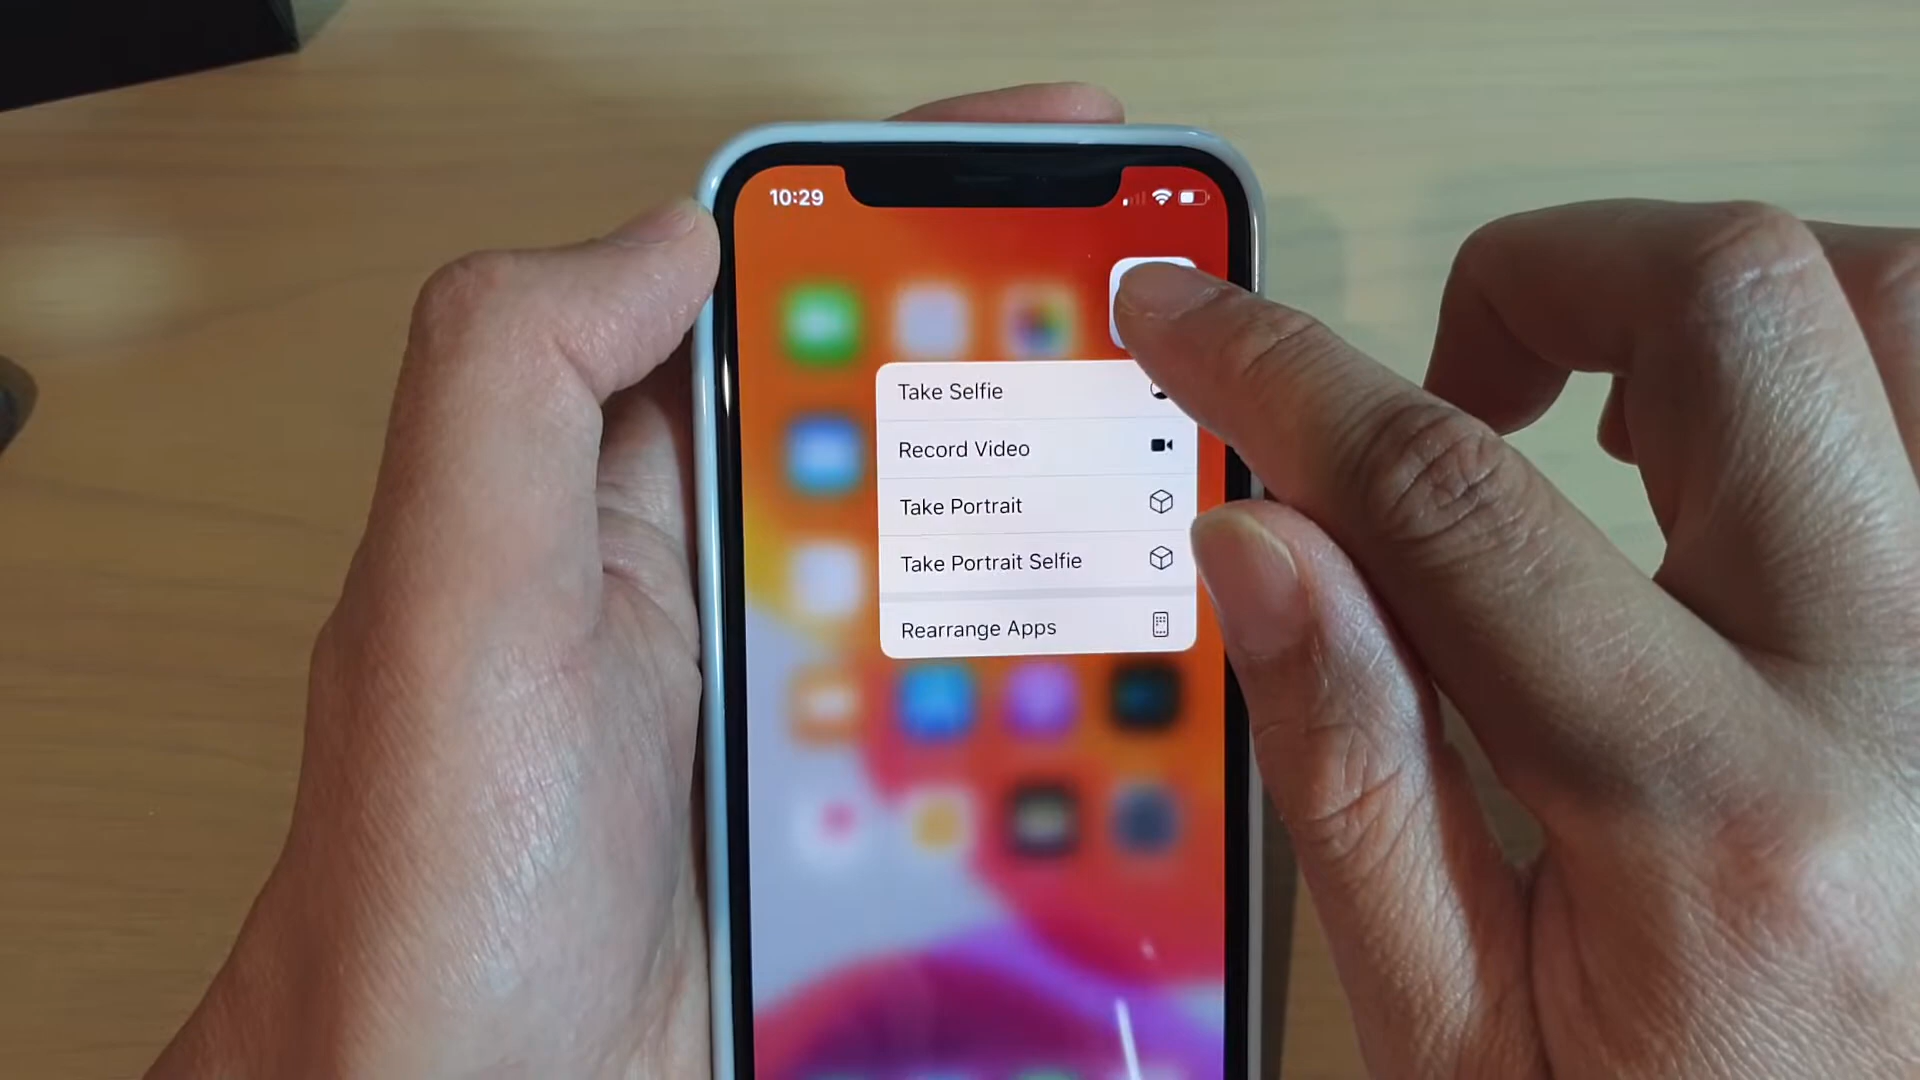 10:29
Take Selfie
Record Video
Take Portrait
Take Portrait Selfie
Rearrange Apps